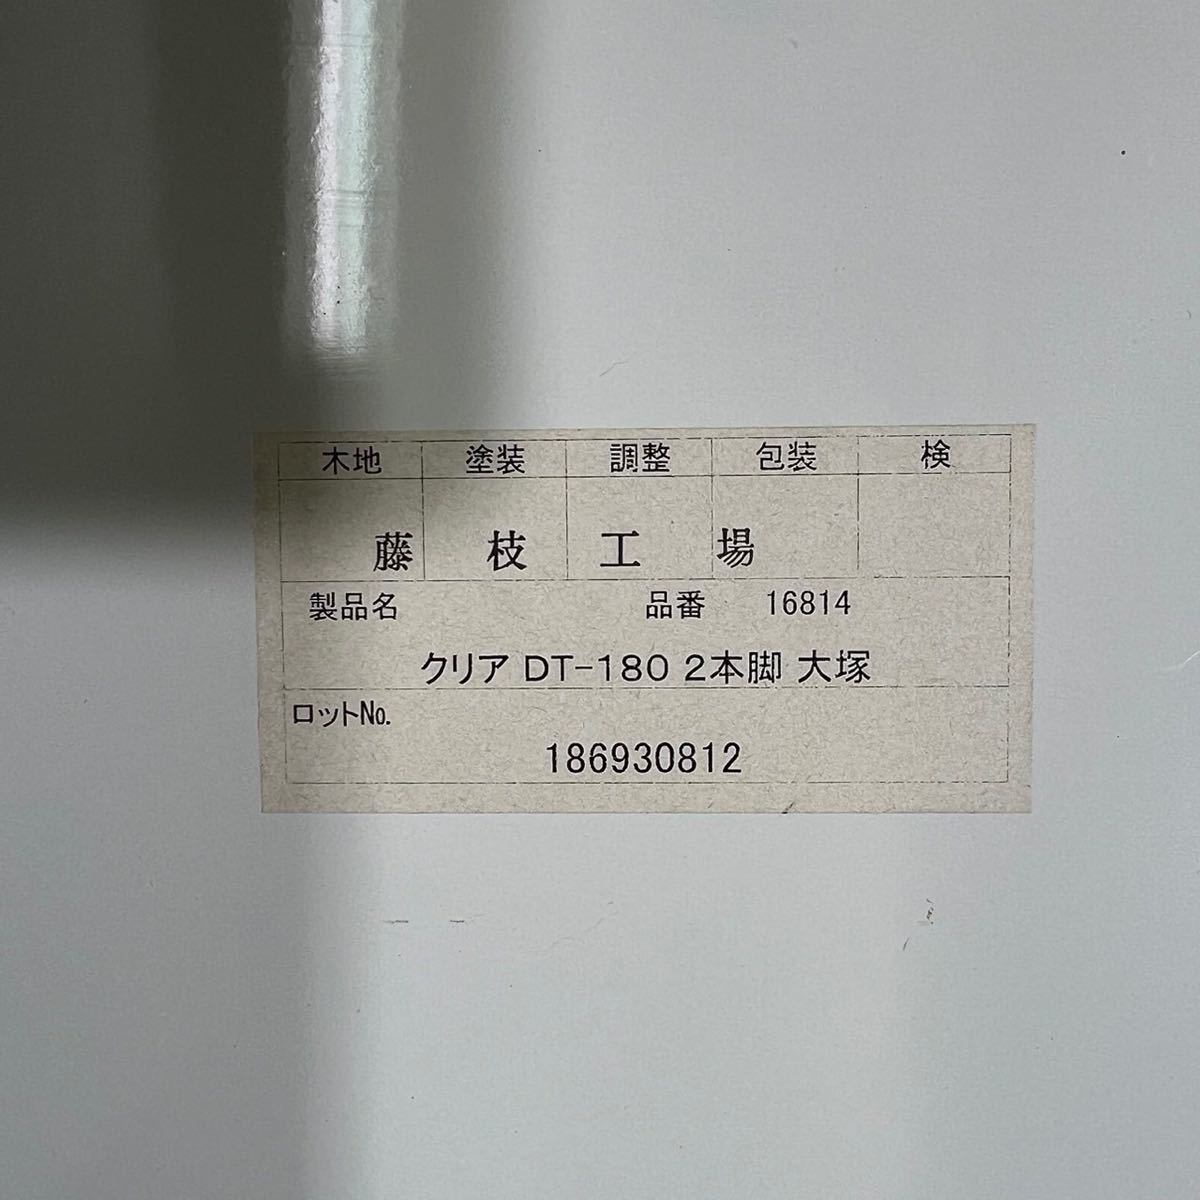 木地 塗装 調整 包装 検
藤枝工場
製品名 品番 16814
クリア DT-180 2本脚 大塚
ロットNo.
186930812